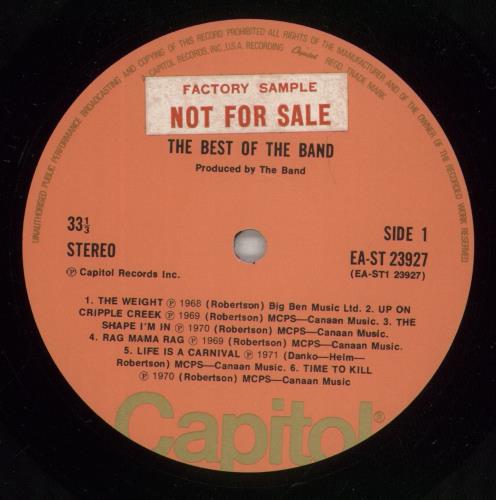 UNAUTHORISED PUBLIC PERFORMANCE BROADCASTING AND COPYING OF THIS RECORD PROHIBITED ALL RIGHTS OF THE MANUFACTURER AND OF THE OWNER OF THE RECORDED WORK RESERVED
CAPITOL RECORDS, INC., U.S.A. RECORDING Capitol REGD. TRADE MARK
FACTORY SAMPLE
NOT FOR SALE
THE BEST OF THE BAND
Produced by The Band
33⅓
STEREO
Ⓟ Capitol Records Inc.
SIDE 1
EA-ST 23927
(EA-ST1 23927)
1. THE WEIGHT Ⓟ 1968 (Robertson) Big Ben Music Ltd. 2. UP ON
CRIPPLE CREEK Ⓟ 1969 (Robertson) MCPS—Canaan Music. 3. THE
SHAPE I'M IN Ⓟ 1970 (Robertson) MCPS—Canaan Music.
4. RAG MAMA RAG Ⓟ 1969 (Robertson) MCPS—Canaan Music.
5. LIFE IS A CARNIVAL Ⓟ 1971 (Danko—Helm—
Robertson) MCPS—Canaan Music. 6. TIME TO KILL
Ⓟ 1970 (Robertson) MCPS—Canaan Music
Capitol®